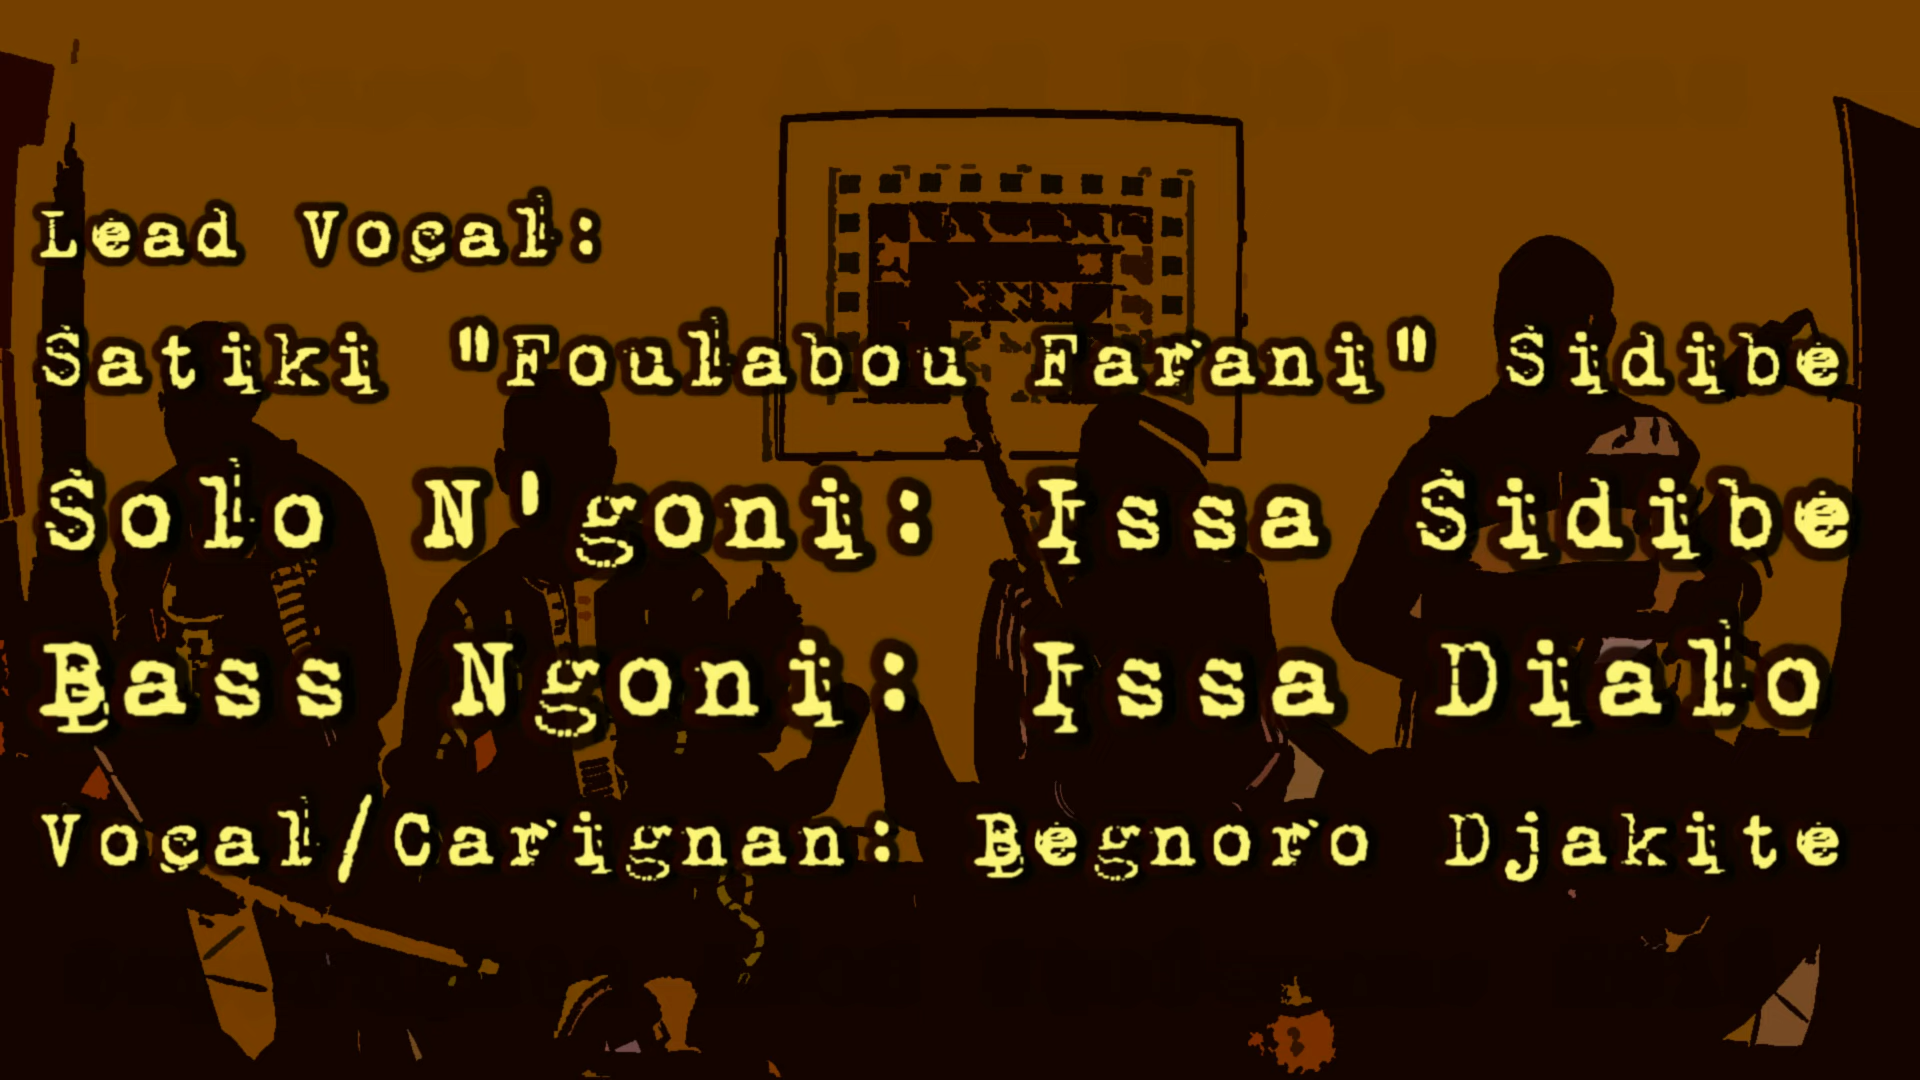 Lead Vocal:
Satiki "Foulabou Farani" Sidibe
Solo N'goni: Issa Sidibe
Bass Ngoni: Issa Dialo
Vocal/Carignan: Begnoro Djakite